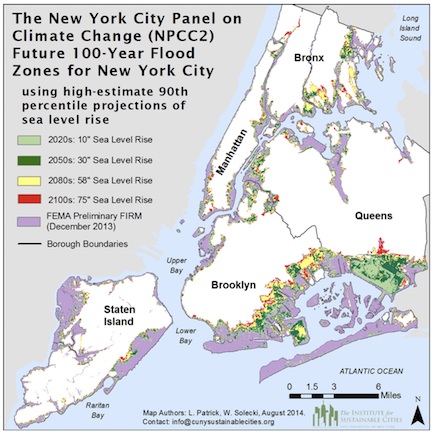 The New York City Panel on
Climate Change (NPCC2)
Future 100-Year Flood
Zones for New York City
using high-estimate 90th
percentile projections of
sea level rise
2020s: 10" Sea Level Rise
2050s: 30" Sea Level Rise
2080s: 58" Sea Level Rise
2100s: 75" Sea Level Rise
FEMA Preliminary FIRM
(December 2013)
Borough Boundaries
Long
Island
Sound
Bronx
Manhattan
Queens
Upper
Bay
Brooklyn
Staten
Island
Lower
Bay
Raritan
Bay
ATLANTIC OCEAN
0 1.5 3 6
Miles
N
Map Authors: L. Patrick, W. Solecki, August 2014.
Contact: info@cunysustainablecities.org
The INSTITUTE for
Sustainable Cities